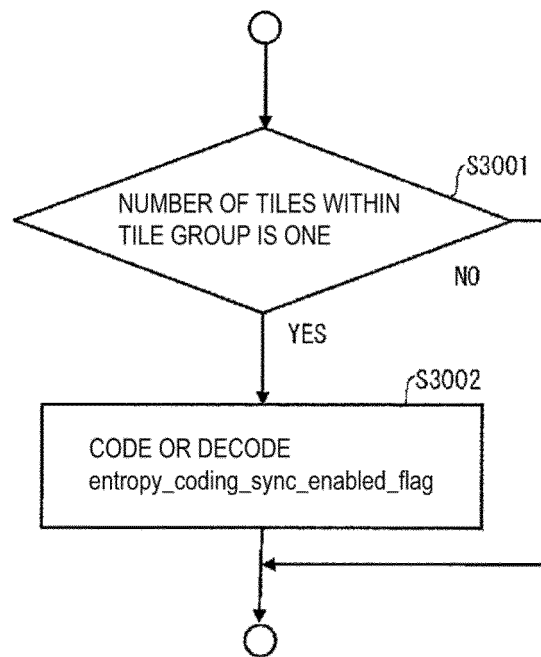 S3001
NUMBER OF TILES WITHIN
TILE GROUP IS ONE
NO
YES
S3002
CODE OR DECODE
entropy_coding_sync_enabled_flag